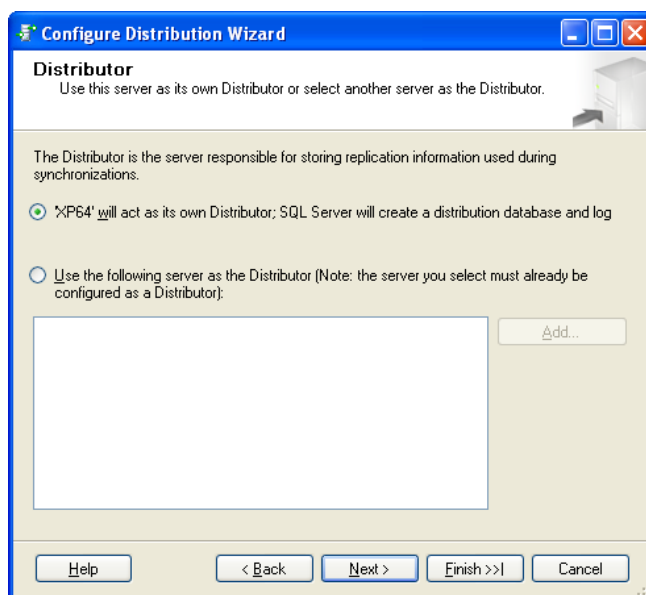 Configure Distribution Wizard
Distributor
Use this server as its own Distributor or select another server as the Distributor.
The Distributor is the server responsible for storing replication information used during
synchronizations.
'XP64' will act as its own Distributor; SQL Server will create a distribution database and log
Use the following server as the Distributor (Note: the server you select must already be
configured as a Distributor):
Add...
Help
< Back
Next >
Finish >>|
Cancel